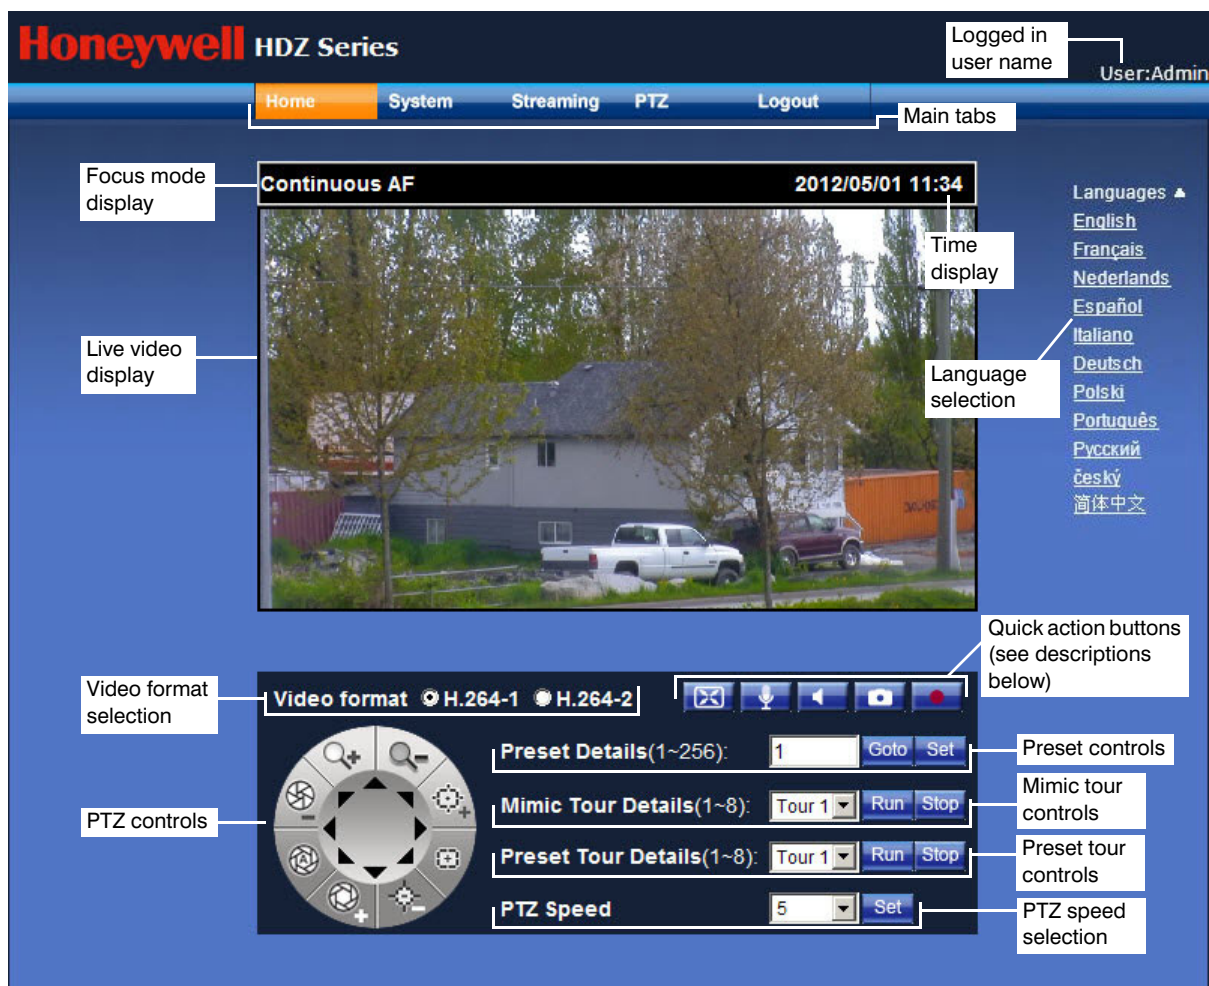 Honeywell HDZ Series
Logged in
user name
User:Admin
Home System Streaming PTZ Logout
Main tabs
Focus mode
display
Continuous AF 2012/05/01 11:34
Time
display
Languages
English
Français
Nederlands
Español
Italiano
Deutsch
Polski
Português
Русский
český
简体中文
Live video
display
Language
selection
Quick action buttons
(see descriptions
below)
Video format
selection
Video format H.264-1 H.264-2
Preset Details(1~256): 1 Goto Set
Preset controls
Mimic Tour Details(1~8): Tour 1 Run Stop
Mimic tour
controls
PTZ controls
Preset Tour Details(1~8): Tour 1 Run Stop
Preset tour
controls
PTZ Speed 5 Set
PTZ speed
selection